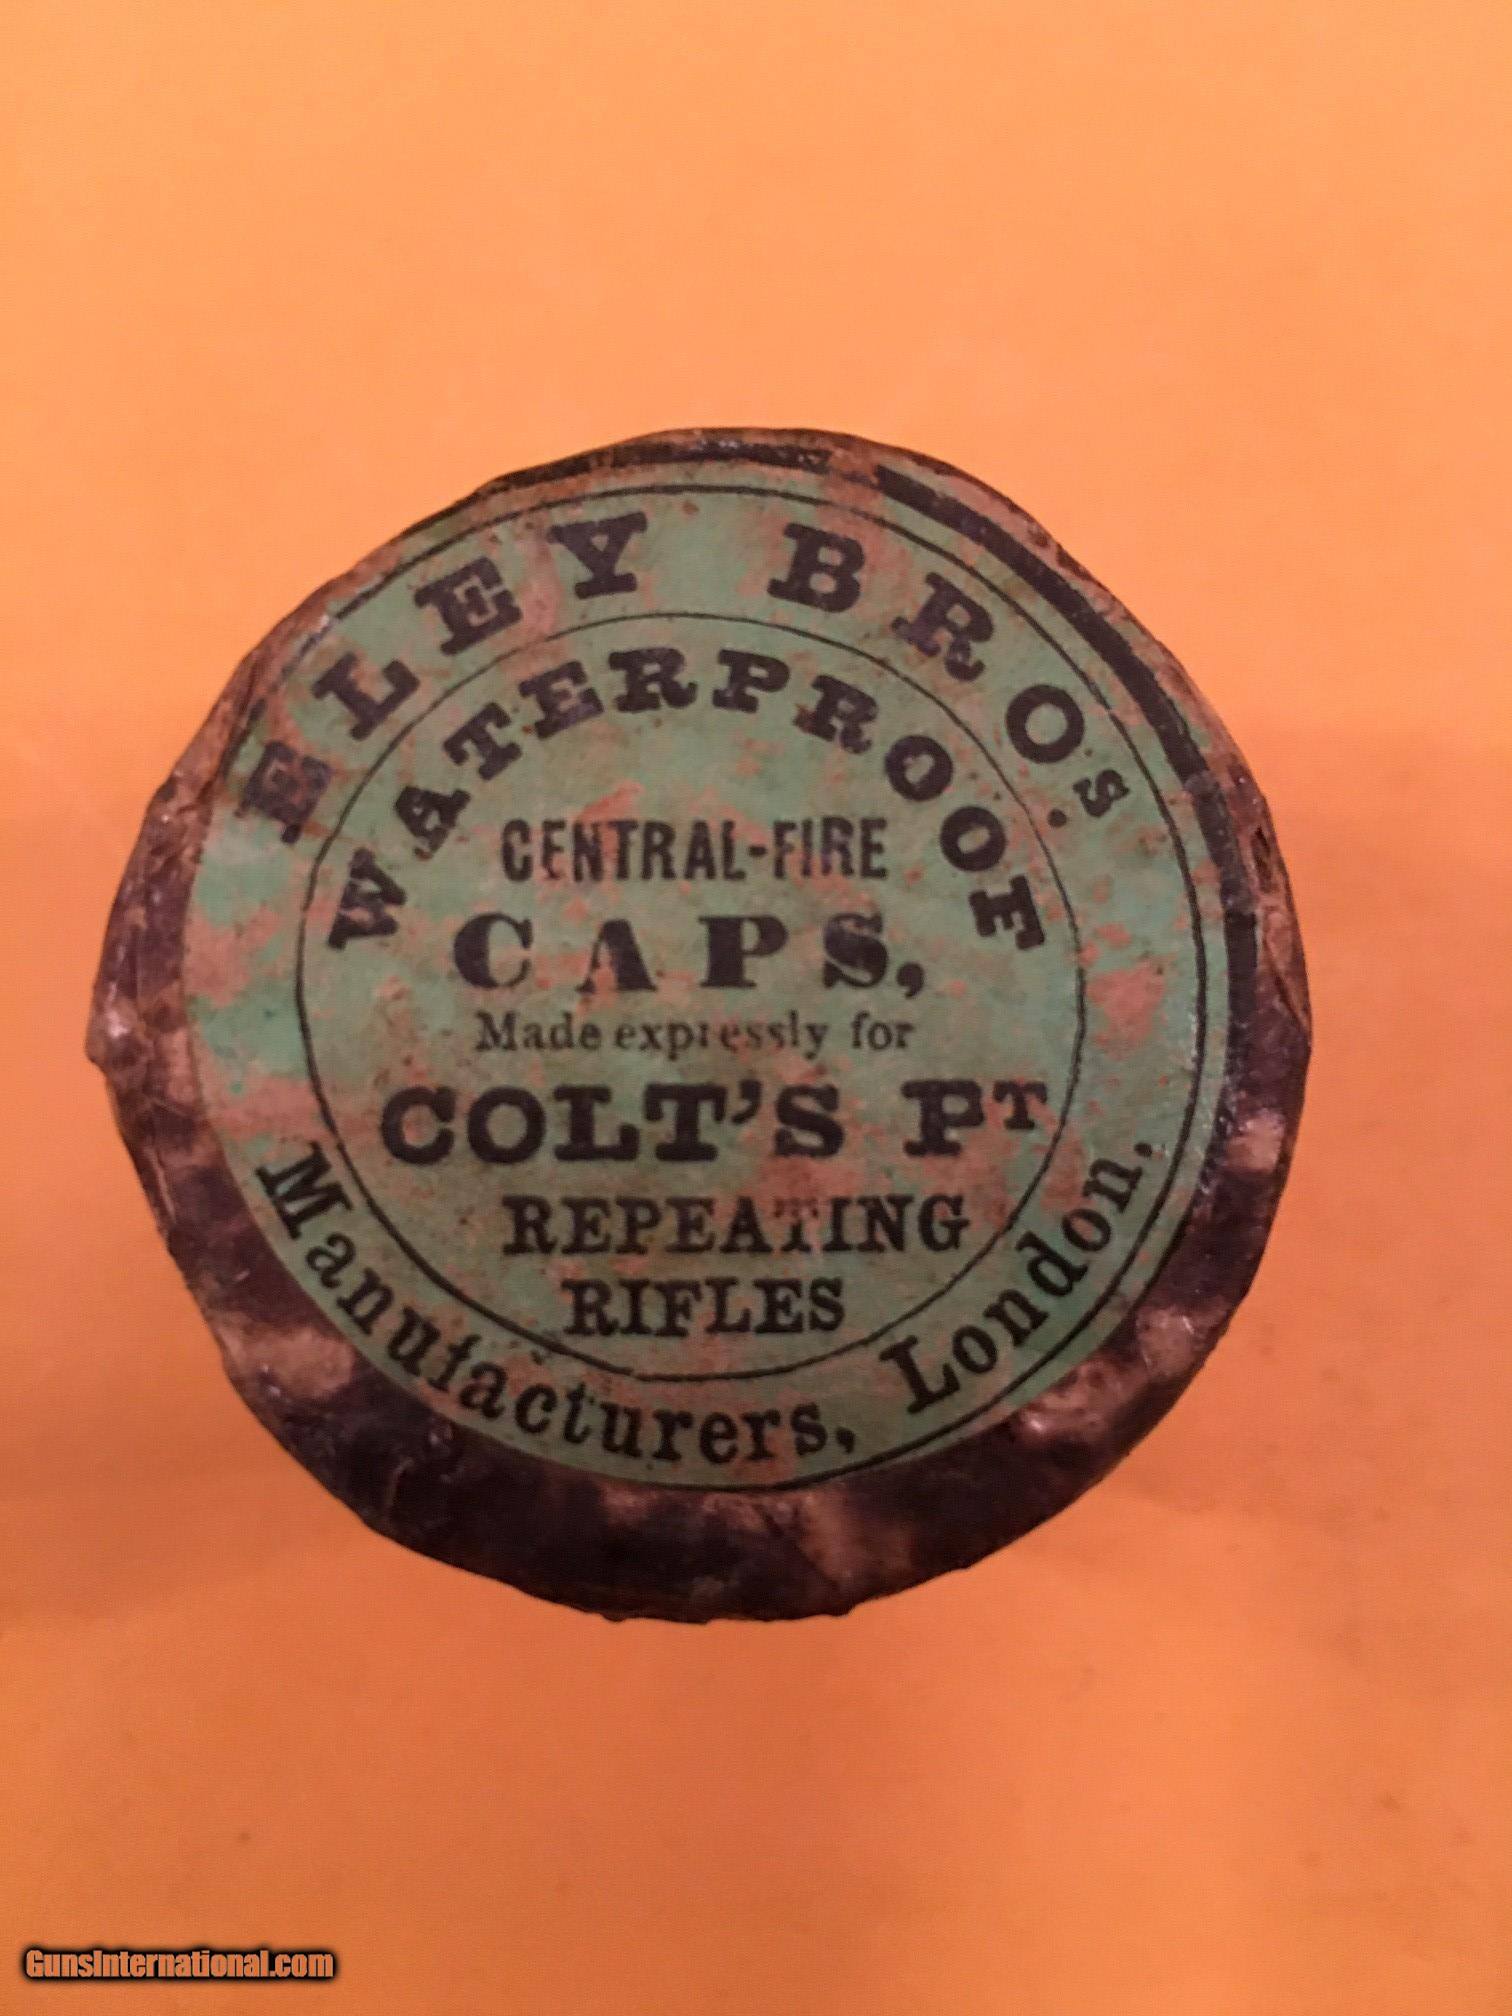 ELEY BROS.
WATERPROOF
CENTRAL-FIRE
CAPS,
Made expressly for
COLT'S PT
REPEATING
RIFLES
Manufacturers, London.
GunsInternational.com